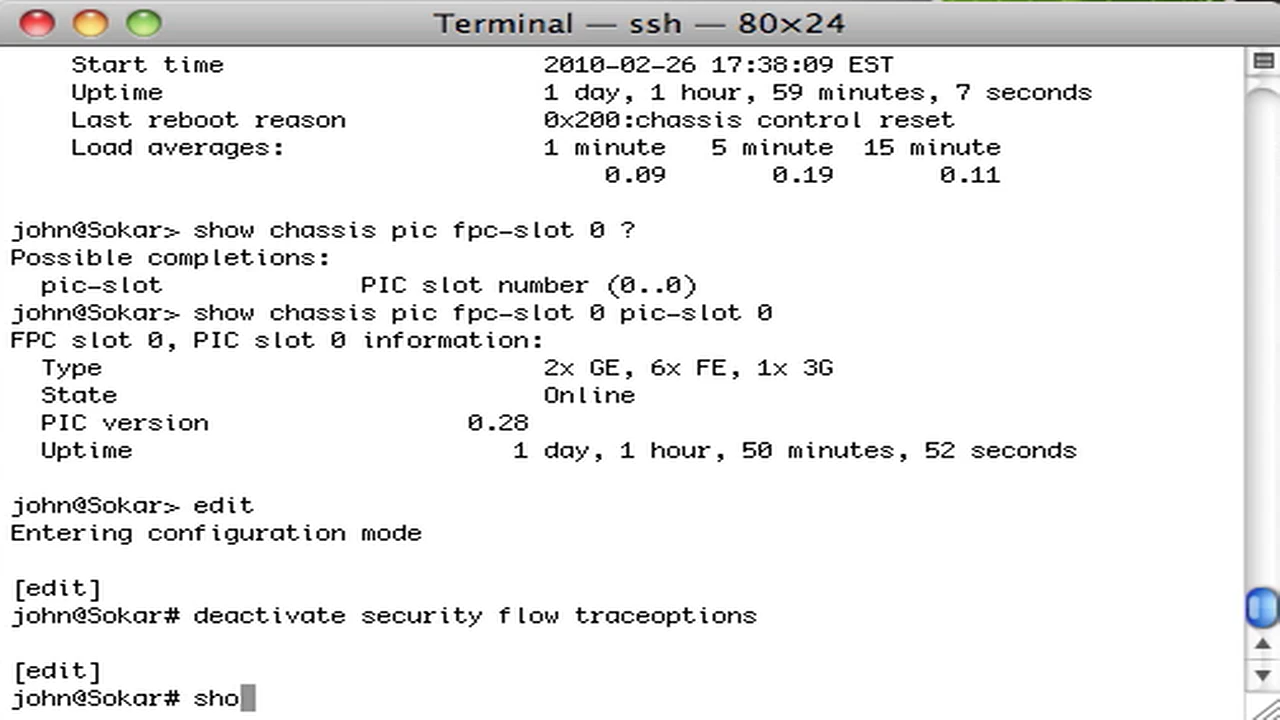 Terminal — ssh — 80×24
Start time 2010-02-26 17:38:09 EST
Uptime 1 day, 1 hour, 59 minutes, 7 seconds
Last reboot reason 0x200:chassis control reset
Load averages: 1 minute 5 minute 15 minute
0.09 0.19 0.11
john@Sokar> show chassis pic fpc-slot 0 ?
Possible completions:
pic-slot PIC slot number (0..0)
john@Sokar> show chassis pic fpc-slot 0 pic-slot 0
FPC slot 0, PIC slot 0 information:
Type 2x GE, 6x FE, 1x 3G
State Online
PIC version 0.28
Uptime 1 day, 1 hour, 50 minutes, 52 seconds
john@Sokar> edit
Entering configuration mode
[edit]
john@Sokar# deactivate security flow traceoptions
[edit]
john@Sokar# sho